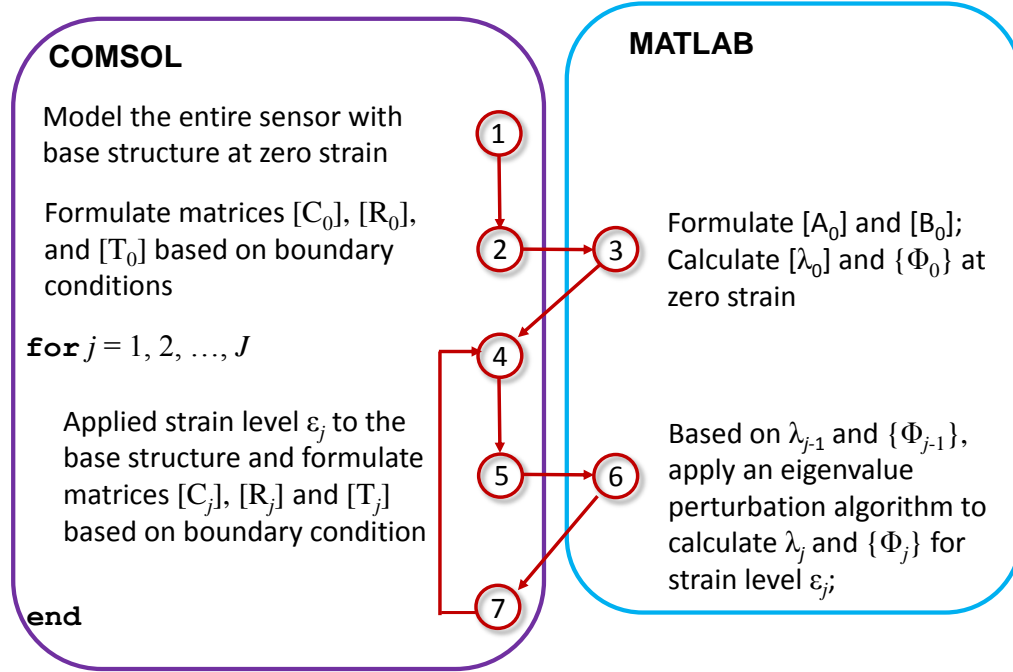 COMSOL
Model the entire sensor with
base structure at zero strain
1
Formulate matrices [C₀], [R₀],
and [T₀] based on boundary
conditions
2
for j = 1, 2, …, J
4
Applied strain level εⱼ to the
base structure and formulate
matrices [Cⱼ], [Rⱼ] and [Tⱼ]
based on boundary condition
5
7
end
MATLAB
3
Formulate [A₀] and [B₀];
Calculate [λ₀] and {Φ₀} at
zero strain
6
Based on λⱼ₋₁ and {Φⱼ₋₁},
apply an eigenvalue
perturbation algorithm to
calculate λⱼ and {Φⱼ} for
strain level εⱼ;